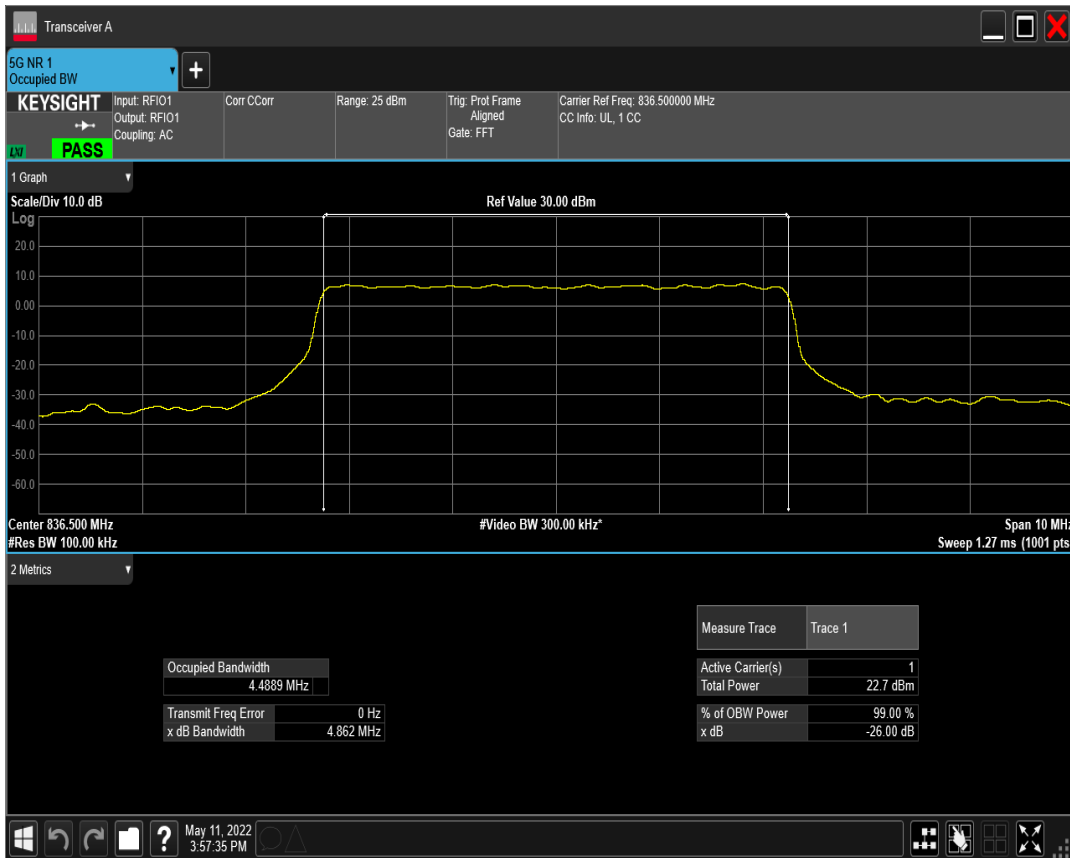 Transceiver A
5G NR 1
Occupied BW
KEYSIGHT
LXI
PASS
Input: RFIO1
Output: RFIO1
Coupling: AC
Corr CCorr
Range: 25 dBm
Trig: Prot Frame
Aligned
Gate: FFT
Carrier Ref Freq: 836.500000 MHz
CC Info: UL, 1 CC
1 Graph
Scale/Div 10.0 dB
Ref Value 30.00 dBm
Log
20.0
10.0
0.00
-10.0
-20.0
-30.0
-40.0
-50.0
-60.0
Center 836.500 MHz
#Video BW 300.00 kHz*
Span 10 MHz
#Res BW 100.00 kHz
Sweep 1.27 ms (1001 pts
2 Metrics
Measure Trace Trace 1
Occupied Bandwidth
4.4889 MHz
Active Carrier(s) 1
Total Power 22.7 dBm
Transmit Freq Error 0 Hz
x dB Bandwidth 4.862 MHz
% of OBW Power 99.00 %
x dB -26.00 dB
?
May 11, 2022
3:57:35 PM